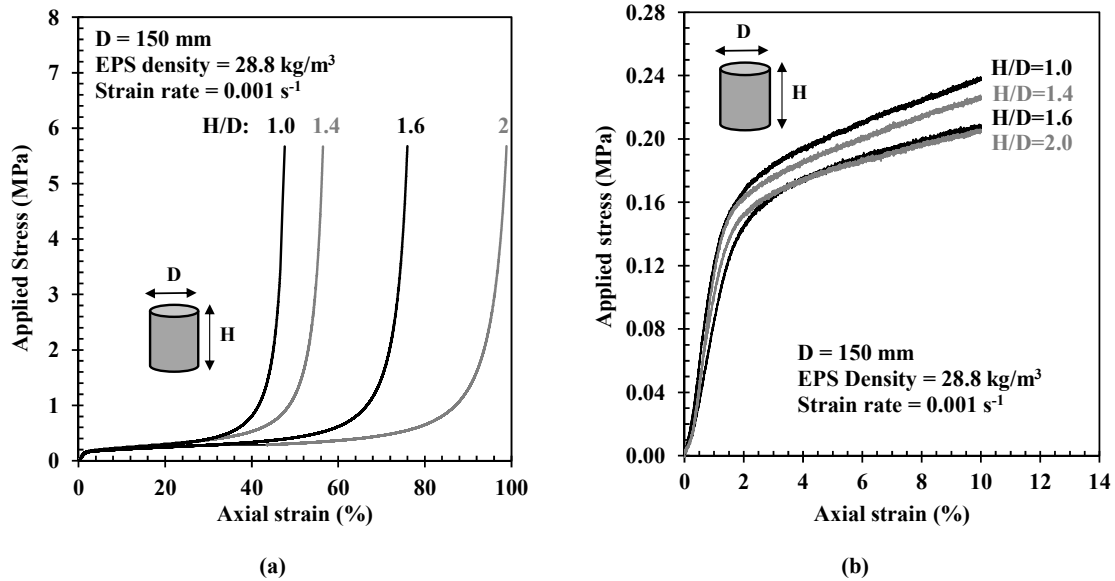 D = 150 mm
EPS density = 28.8 kg/m³
Strain rate = 0.001 s⁻¹
H/D: 1.0 1.4 1.6 2
8
7
6
5
4
3
2
1
0
Applied Stress (MPa)
D
H
0 20 40 60 80 100
Axial strain (%)
(a)
D
H
H/D=1.0
H/D=1.4
H/D=1.6
H/D=2.0
0.28
0.24
0.20
0.16
0.12
0.08
0.04
0.00
Applied stress (MPa)
D = 150 mm
EPS Density = 28.8 kg/m³
Strain rate = 0.001 s⁻¹
0 2 4 6 8 10 12 14
Axial strain (%)
(b)